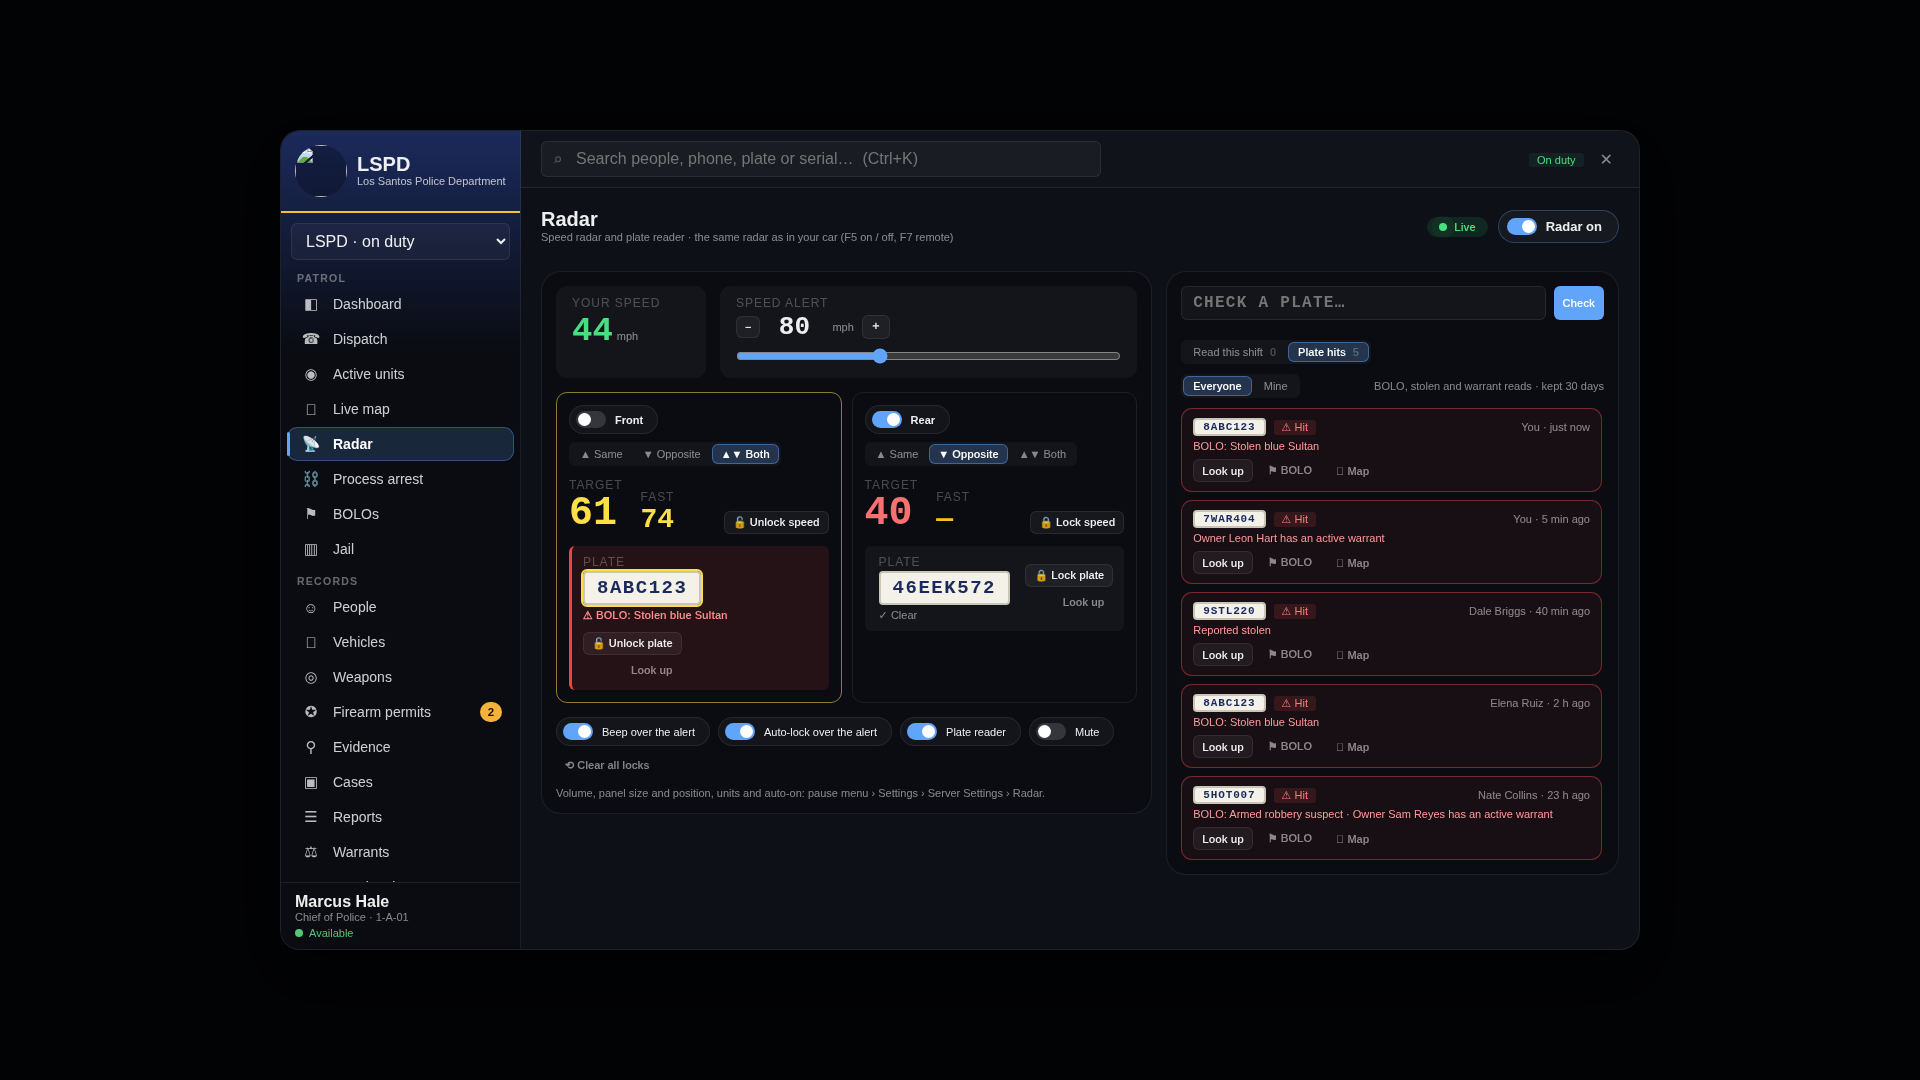 LSPD
Los Santos Police Department
LSPD · on duty
PATROL
Dashboard
Dispatch
Active units
Live map
Radar
Process arrest
BOLOs
Jail
RECORDS
People
Vehicles
Weapons
Firearm permits 2
Evidence
Cases
Reports
Warrants
Marcus Hale
Chief of Police · 1-A-01
Available
Search people, phone, plate or serial… (Ctrl+K)
On duty ✕
Radar
Speed radar and plate reader · the same radar as in your car (F5 on / off, F7 remote)
Live
Radar on
YOUR SPEED
44 mph
SPEED ALERT
– 80 mph +
Front
▲ Same ▼ Opposite ▲▼ Both
TARGET
61
FAST
74
🔓 Unlock speed
PLATE
8ABC123
⚠ BOLO: Stolen blue Sultan
🔓 Unlock plate
Look up
Rear
▲ Same ▼ Opposite ▲▼ Both
TARGET
40
FAST
–
🔒 Lock speed
PLATE
46EEK572
✓ Clear
🔒 Lock plate
Look up
Beep over the alert
Auto-lock over the alert
Plate reader
Mute
⟲ Clear all locks
Volume, panel size and position, units and auto-on: pause menu › Settings › Server Settings › Radar.
CHECK A PLATE…
Check
Read this shift 0 Plate hits 5
Everyone Mine
BOLO, stolen and warrant reads · kept 30 days
8ABC123 ⚠ Hit You · just now
BOLO: Stolen blue Sultan
Look up ⚑ BOLO Map
7WAR404 ⚠ Hit You · 5 min ago
Owner Leon Hart has an active warrant
Look up ⚑ BOLO Map
9STL220 ⚠ Hit Dale Briggs · 40 min ago
Reported stolen
Look up ⚑ BOLO Map
8ABC123 ⚠ Hit Elena Ruiz · 2 h ago
BOLO: Stolen blue Sultan
Look up ⚑ BOLO Map
5HOT007 ⚠ Hit Nate Collins · 23 h ago
BOLO: Armed robbery suspect · Owner Sam Reyes has an active warrant
Look up ⚑ BOLO Map